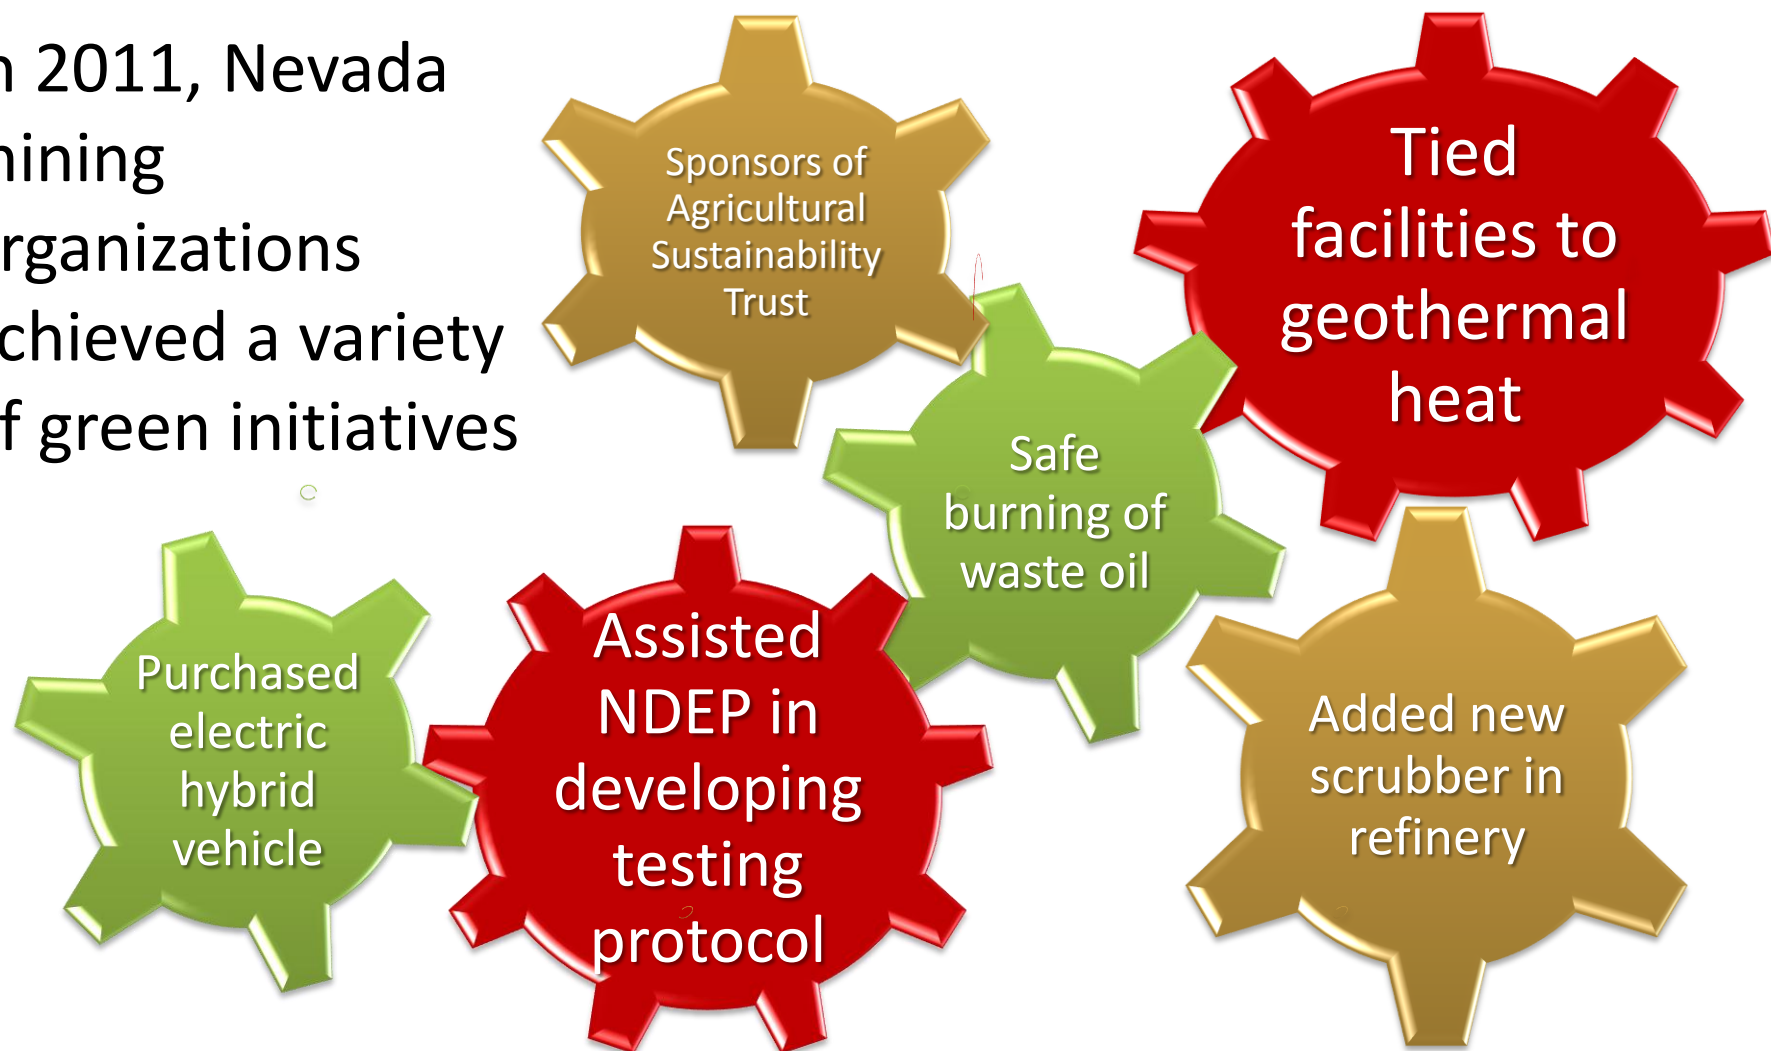 n 2011, Nevada
nining
rganizations
chieved a variety
f green initiatives
Sponsors of
Agricultural
Sustainability
Trust
Tied
facilities to
geothermal
heat
Safe
burning of
waste oil
Purchased
electric
hybrid
vehicle
Assisted
NDEP in
developing
testing
protocol
Added new
scrubber in
refinery